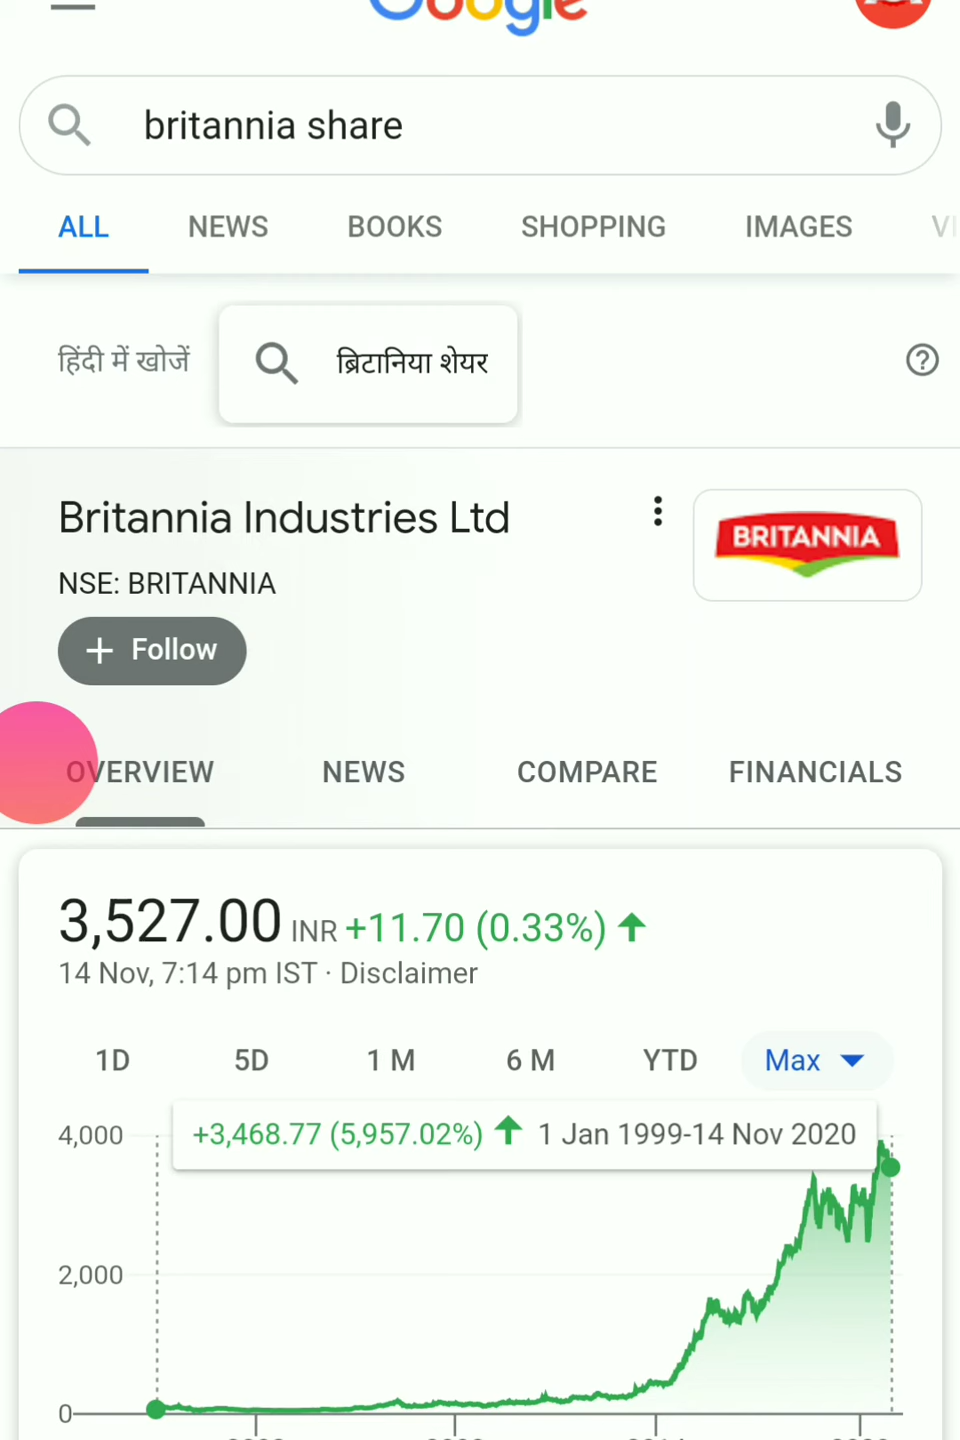 Google
britannia share
ALL NEWS BOOKS SHOPPING IMAGES
हिंदी में खोजें ब्रिटानिया शेयर
Britannia Industries Ltd
BRITANNIA
NSE: BRITANNIA
+ Follow
OVERVIEW NEWS COMPARE FINANCIALS
3,527.00 INR +11.70 (0.33%)
14 Nov, 7:14 pm IST · Disclaimer
1D 5D 1 M 6 M YTD Max
4,000
+3,468.77 (5,957.02%) 1 Jan 1999-14 Nov 2020
2,000
0